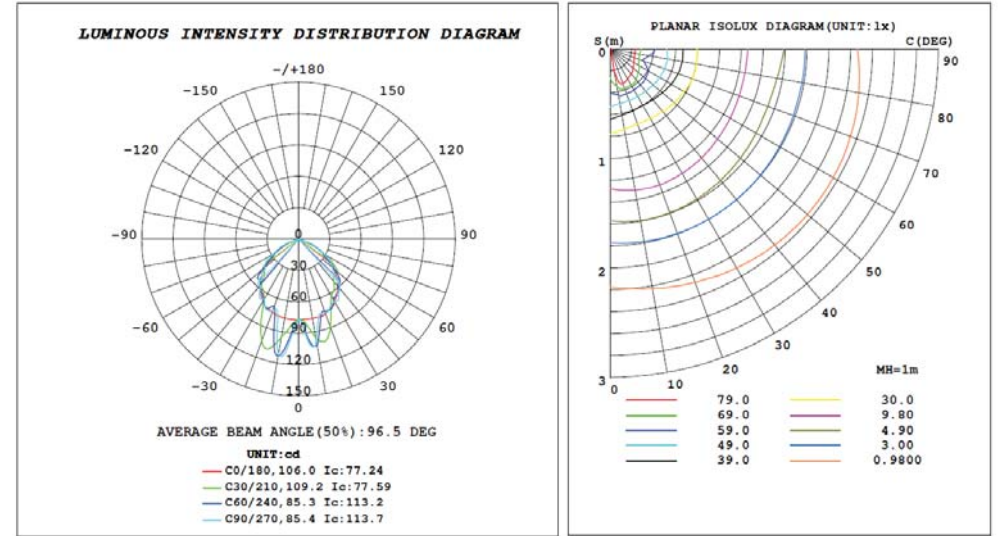 LUMINOUS INTENSITY DISTRIBUTION DIAGRAM
-/+180
-150 150
-120 120
-90 0 90
30
60
-60 90 60
120
-30 150 30
0
AVERAGE BEAM ANGLE(50%):96.5 DEG
UNIT:cd
C0/180,106.0 Ic:77.24
C30/210,109.2 Ic:77.59
C60/240,85.3 Ic:113.2
C90/270,85.4 Ic:113.7
PLANAR ISOLUX DIAGRAM(UNIT:lx)
S(m) C(DEG)
0 90
80
1
70
60
2 50
40
30
3 0 10 20
MH=1m
79.0 30.0
69.0 9.80
59.0 4.90
49.0 3.00
39.0 0.9800